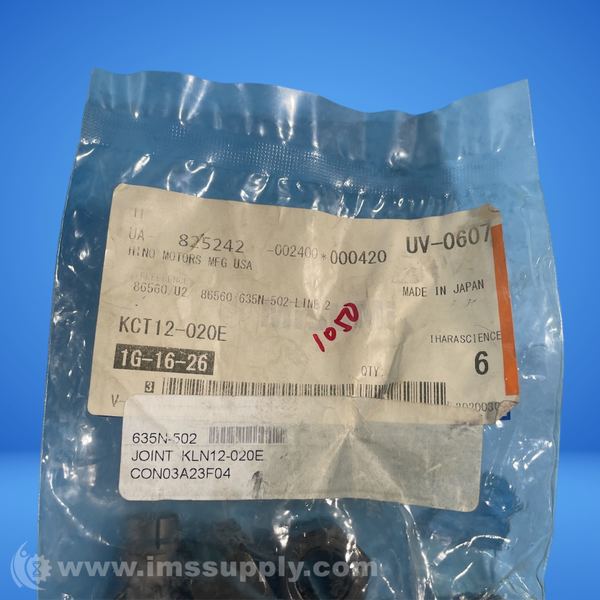 UA- 825242 -002400*000420 UV-0607
HINO MOTORS MFG USA
REFERENCE
86560/U2 86560/635N-502-LINE 2 MADE IN JAPAN
KCT12-020E 1050 IHARASCIENCE
1G-16-26 QTY. 6
3
V-
635N-502
JOINT KLN12-020E
CON03A23F04
www.imssupply.com